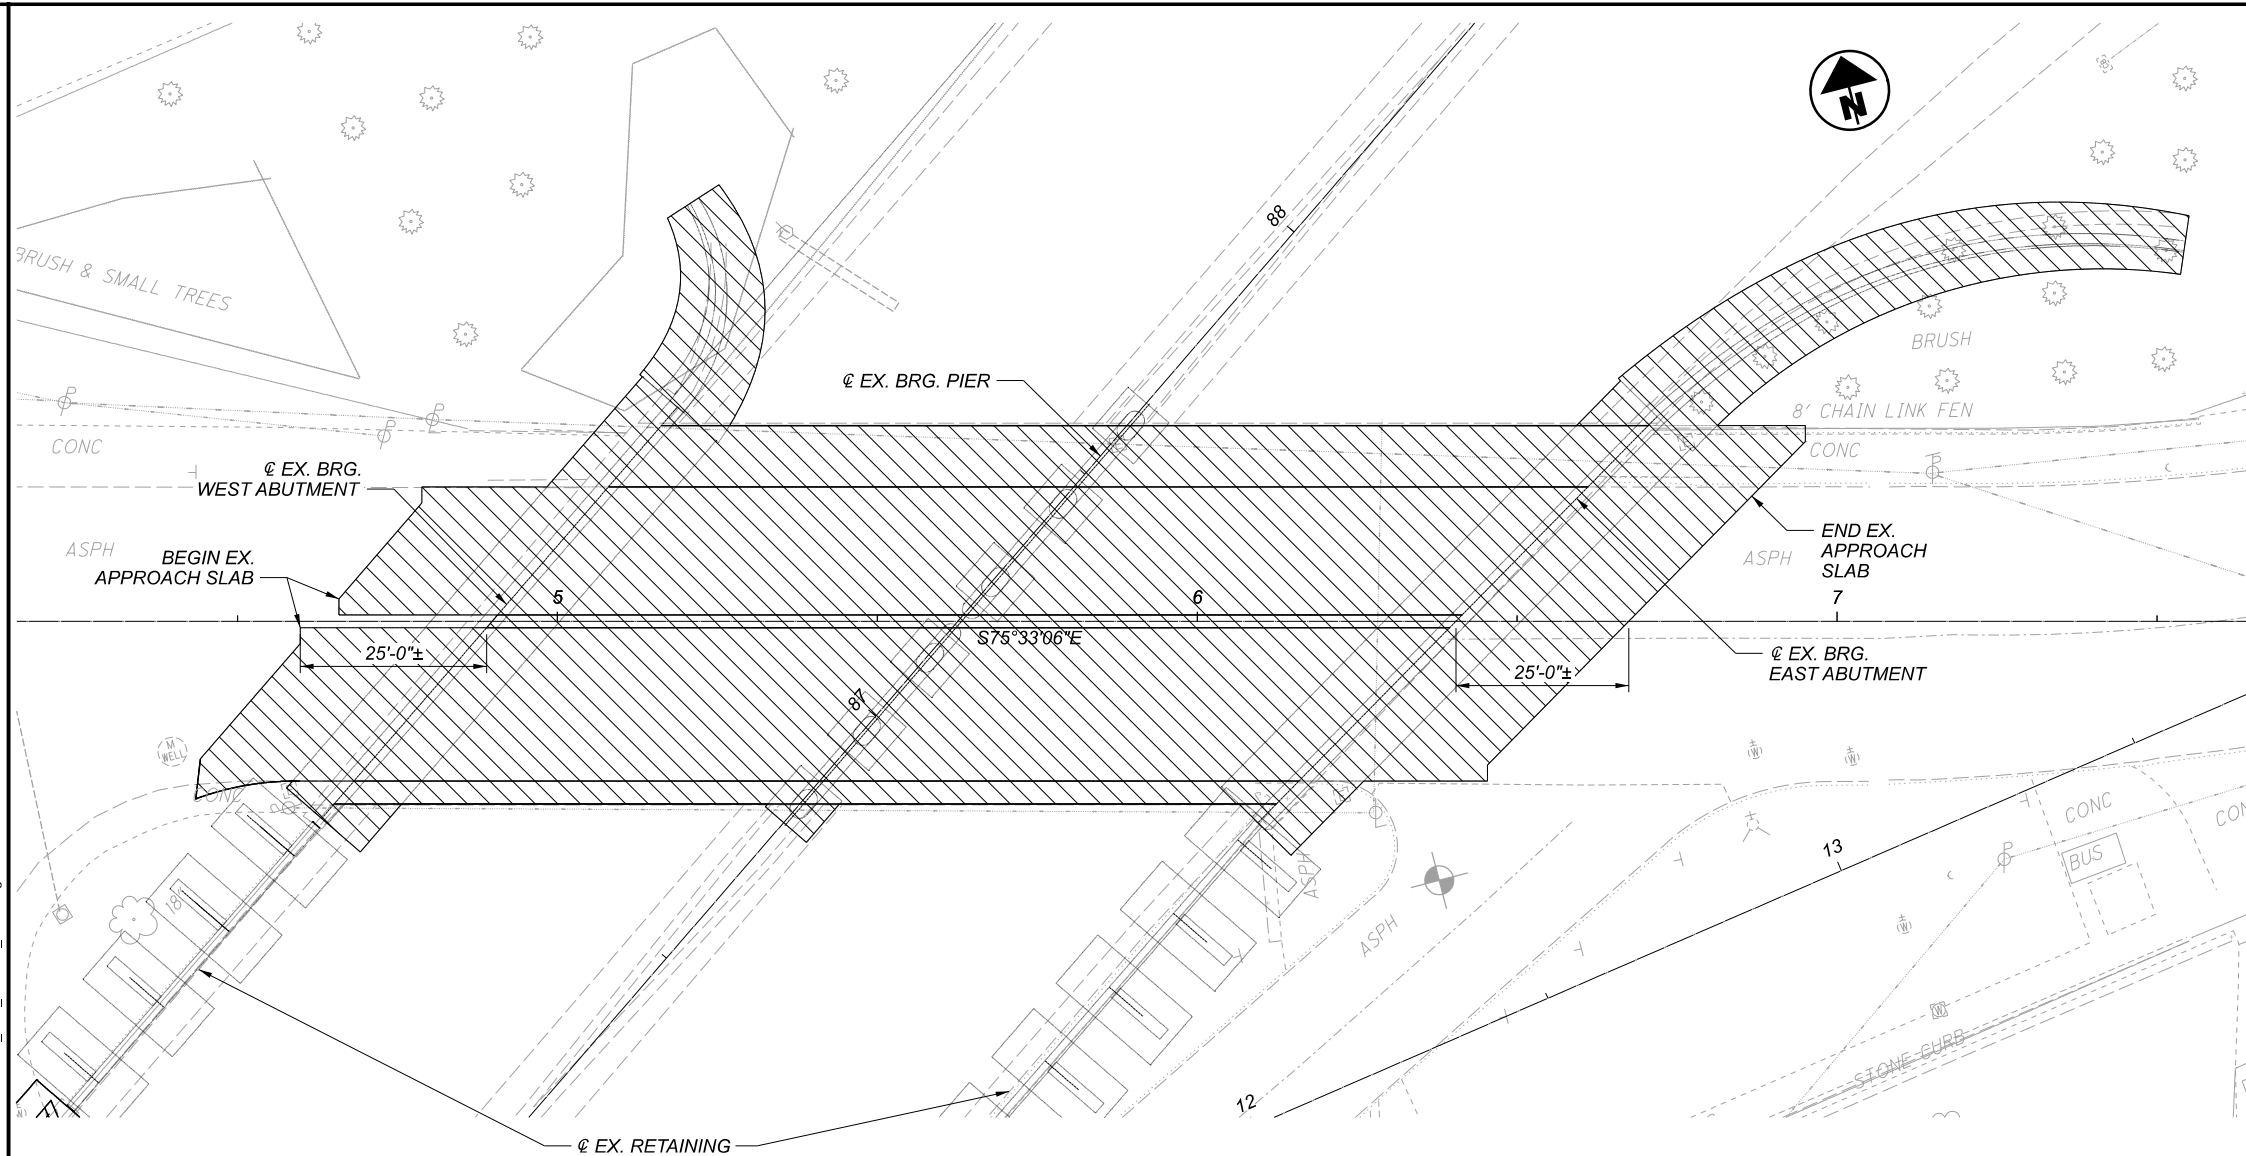 N
88
BRUSH & SMALL TREES
BRUSH
℄ EX. BRG. PIER
8' CHAIN LINK FEN
CONC
CONC
℄ EX. BRG.
WEST ABUTMENT
ASPH
BEGIN EX.
APPROACH SLAB
END EX.
APPROACH
SLAB
ASPH
5
6
7
S75°33'06"E
25'-0"±
25'-0"±
℄ EX. BRG.
EAST ABUTMENT
87
M
WELL
W
W
CONC
13
CONC
BUS
18"
ASPH
ASPH
W
W
STONE CURB
12
℄ EX. RETAINING